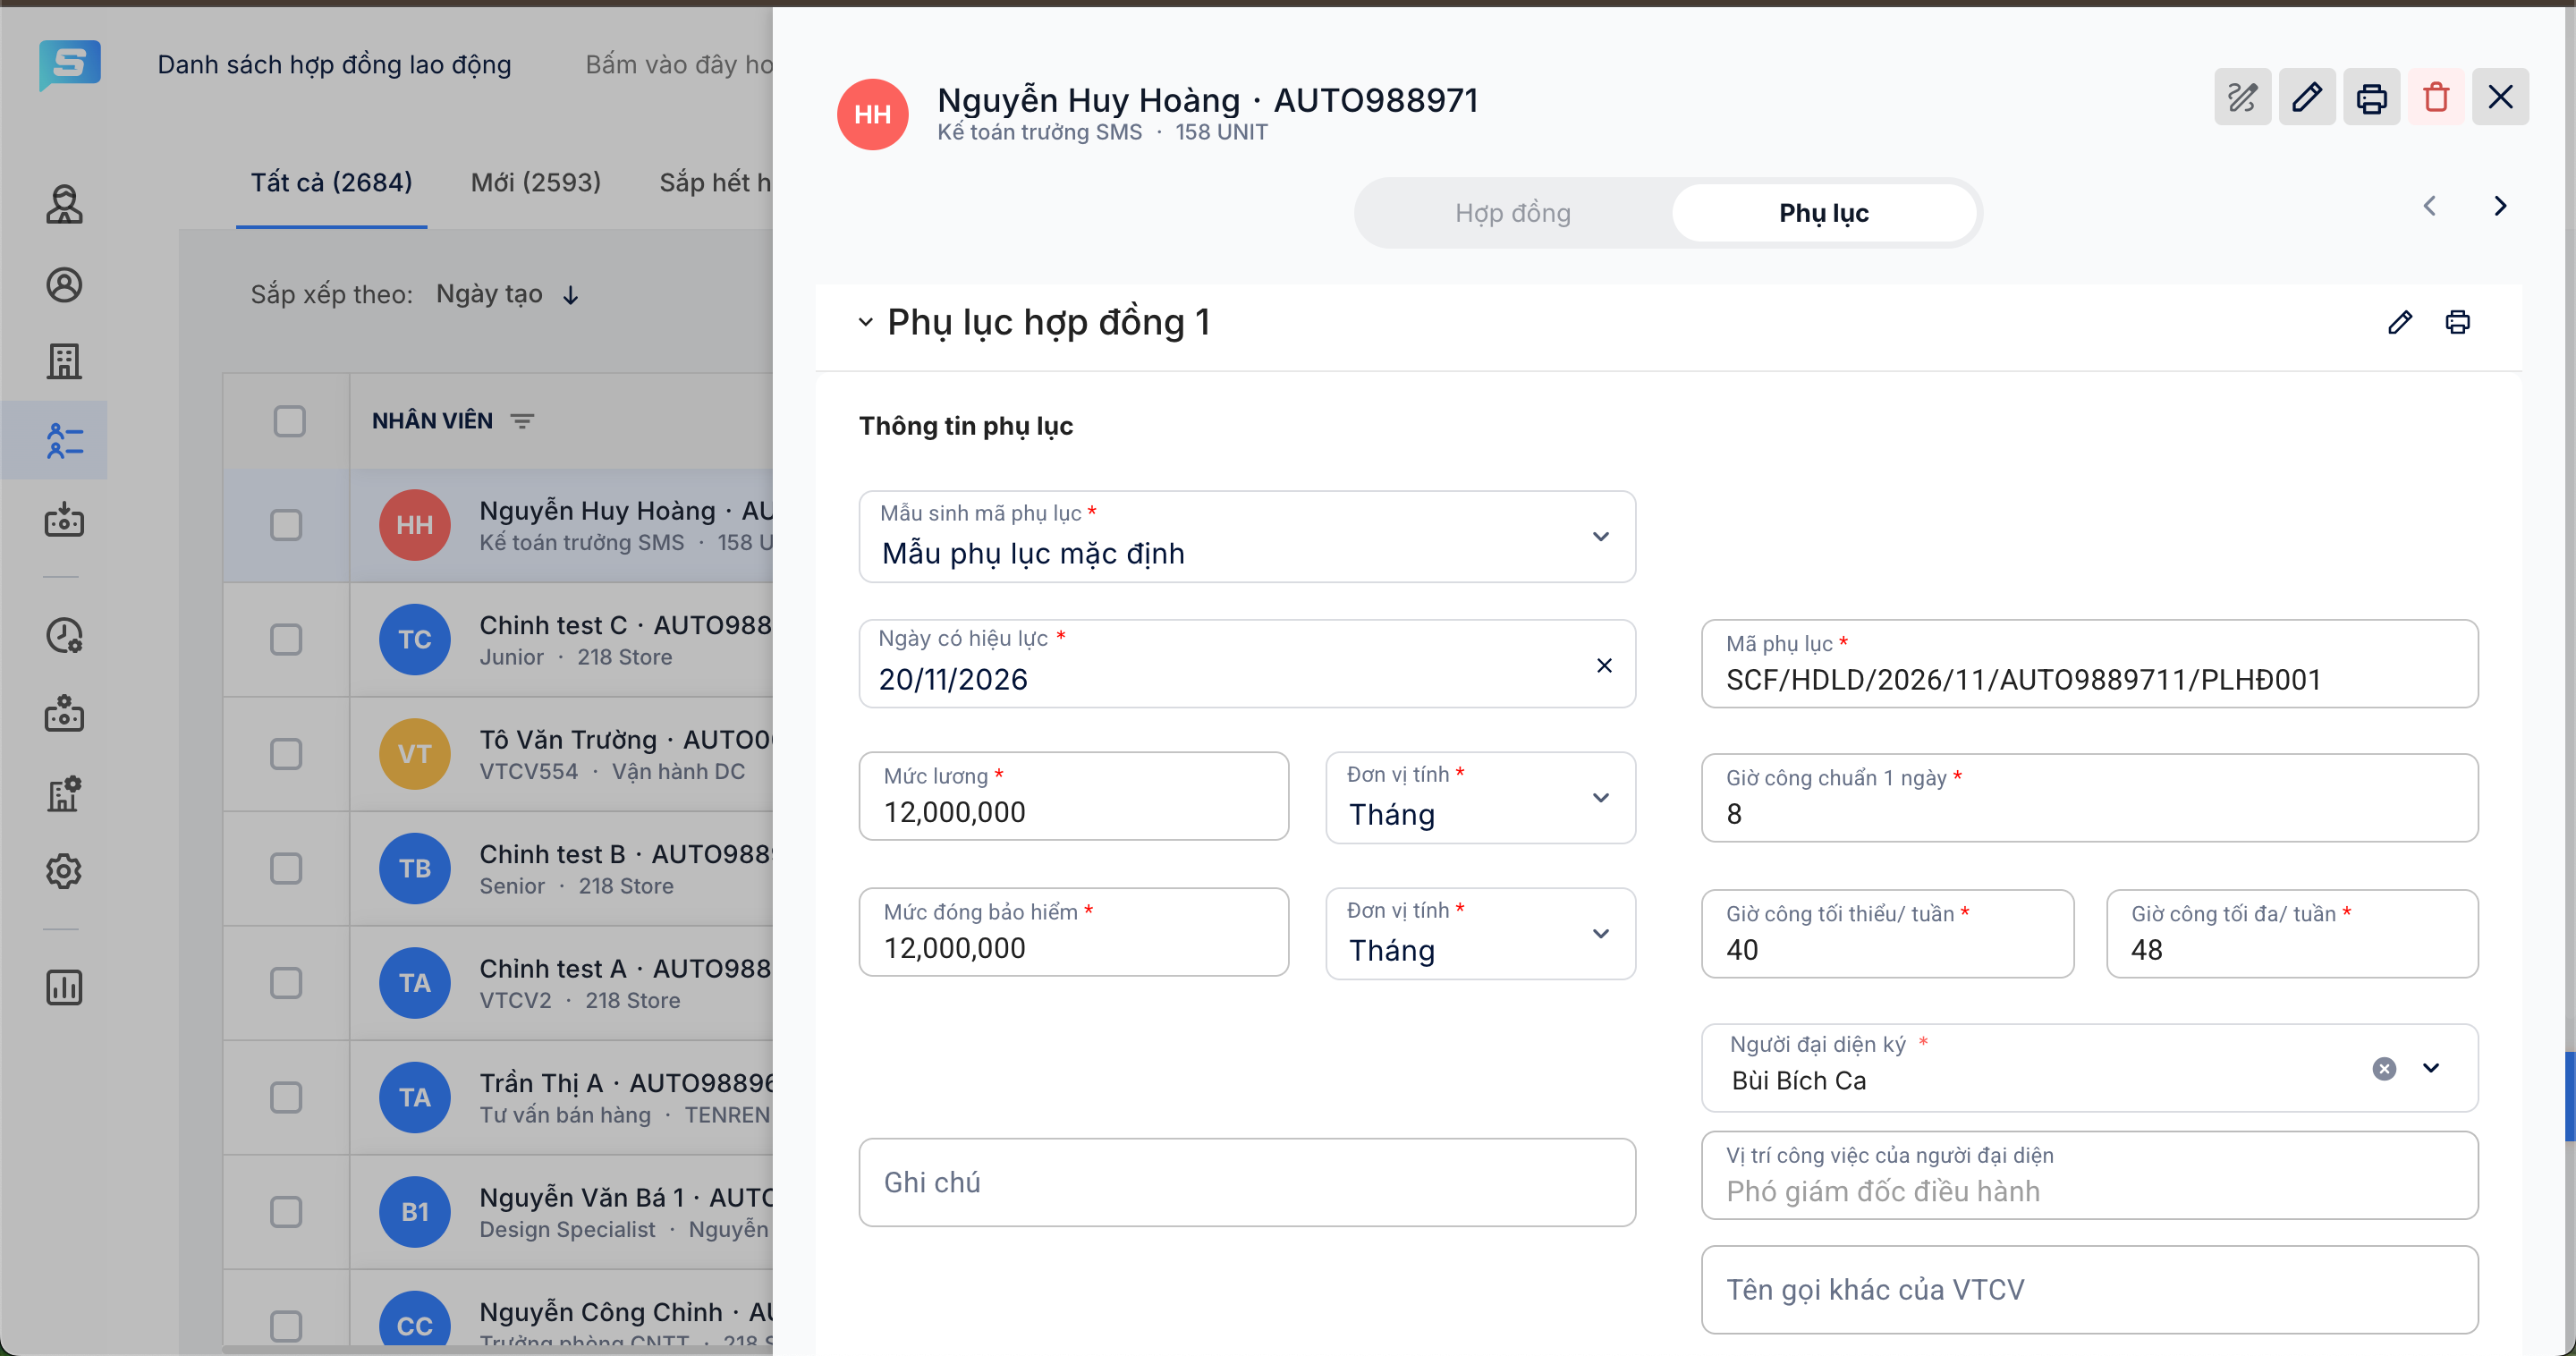 S
Danh sách hợp đồng lao động
Bấm vào đây ho
Tất cả (2684)
Mới (2593)
Sắp hết h
Sắp xếp theo: Ngày tạo
NHÂN VIÊN
HH
Nguyễn Huy Hoàng · AU
Kế toán trưởng SMS · 158 U
TC
Chinh test C · AUTO988
Junior · 218 Store
VT
Tô Văn Trường · AUTO0
VTCV554 · Vận hành DC
TB
Chinh test B · AUTO988
Senior · 218 Store
TA
Chỉnh test A · AUTO988
VTCV2 · 218 Store
TA
Trần Thị A · AUTO98896
Tư vấn bán hàng · TENREN
B1
Nguyễn Văn Bá 1 · AUTO
Design Specialist · Nguyễn
CC
Nguyễn Công Chỉnh · AU
Trưởng phòng CNTT · 218 S
HH
Nguyễn Huy Hoàng · AUTO988971
Kế toán trưởng SMS · 158 UNIT
Hợp đồng
Phụ lục
Phụ lục hợp đồng 1
Thông tin phụ lục
Mẫu sinh mã phụ lục *
Mẫu phụ lục mặc định
Ngày có hiệu lực *
20/11/2026
Mã phụ lục *
SCF/HDLD/2026/11/AUTO9889711/PLHĐ001
Mức lương *
12,000,000
Đơn vị tính *
Tháng
Giờ công chuẩn 1 ngày *
8
Mức đóng bảo hiểm *
12,000,000
Đơn vị tính *
Tháng
Giờ công tối thiểu/ tuần *
40
Giờ công tối đa/ tuần *
48
Người đại diện ký *
Bùi Bích Ca
Ghi chú
Vị trí công việc của người đại diện
Phó giám đốc điều hành
Tên gọi khác của VTCV